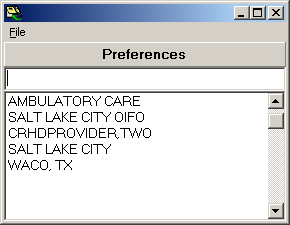 File
Preferences
AMBULATORY CARE
SALT LAKE CITY OIFO
CRHDPROVIDER,TWO
SALT LAKE CITY
WACO, TX